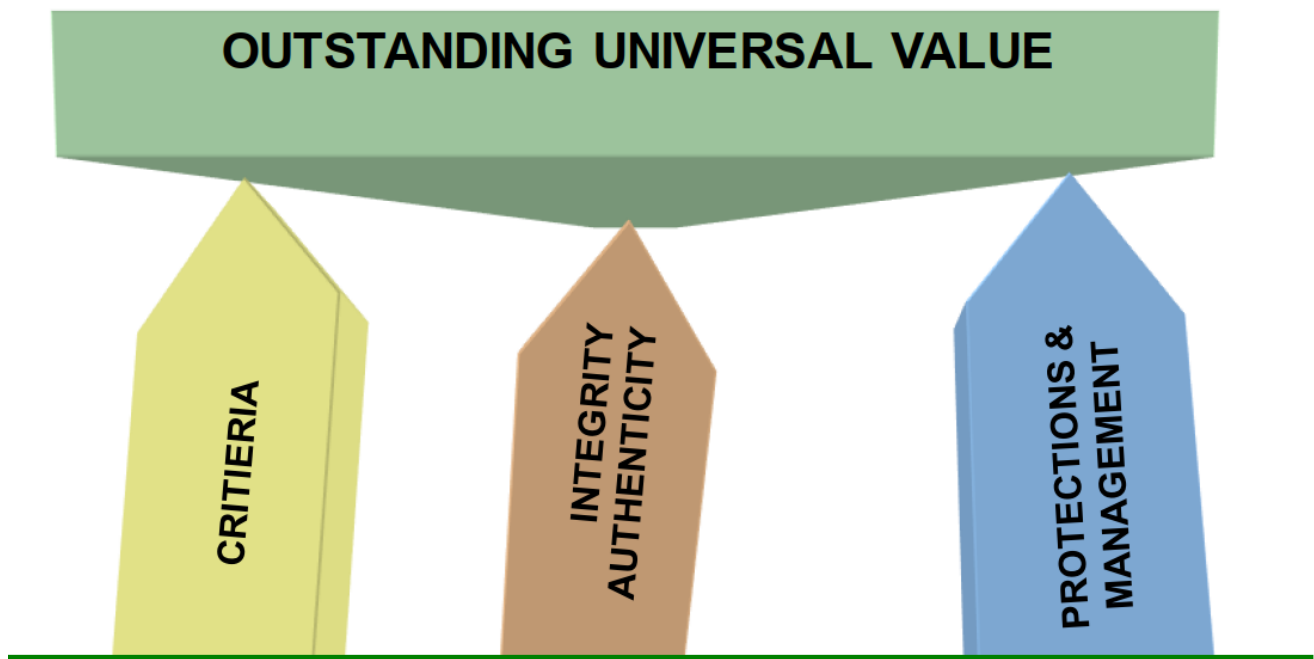 OUTSTANDING UNIVERSAL VALUE
CRITIERIA
INTEGRITY
AUTHENTICITY
PROTECTIONS &
MANAGEMENT